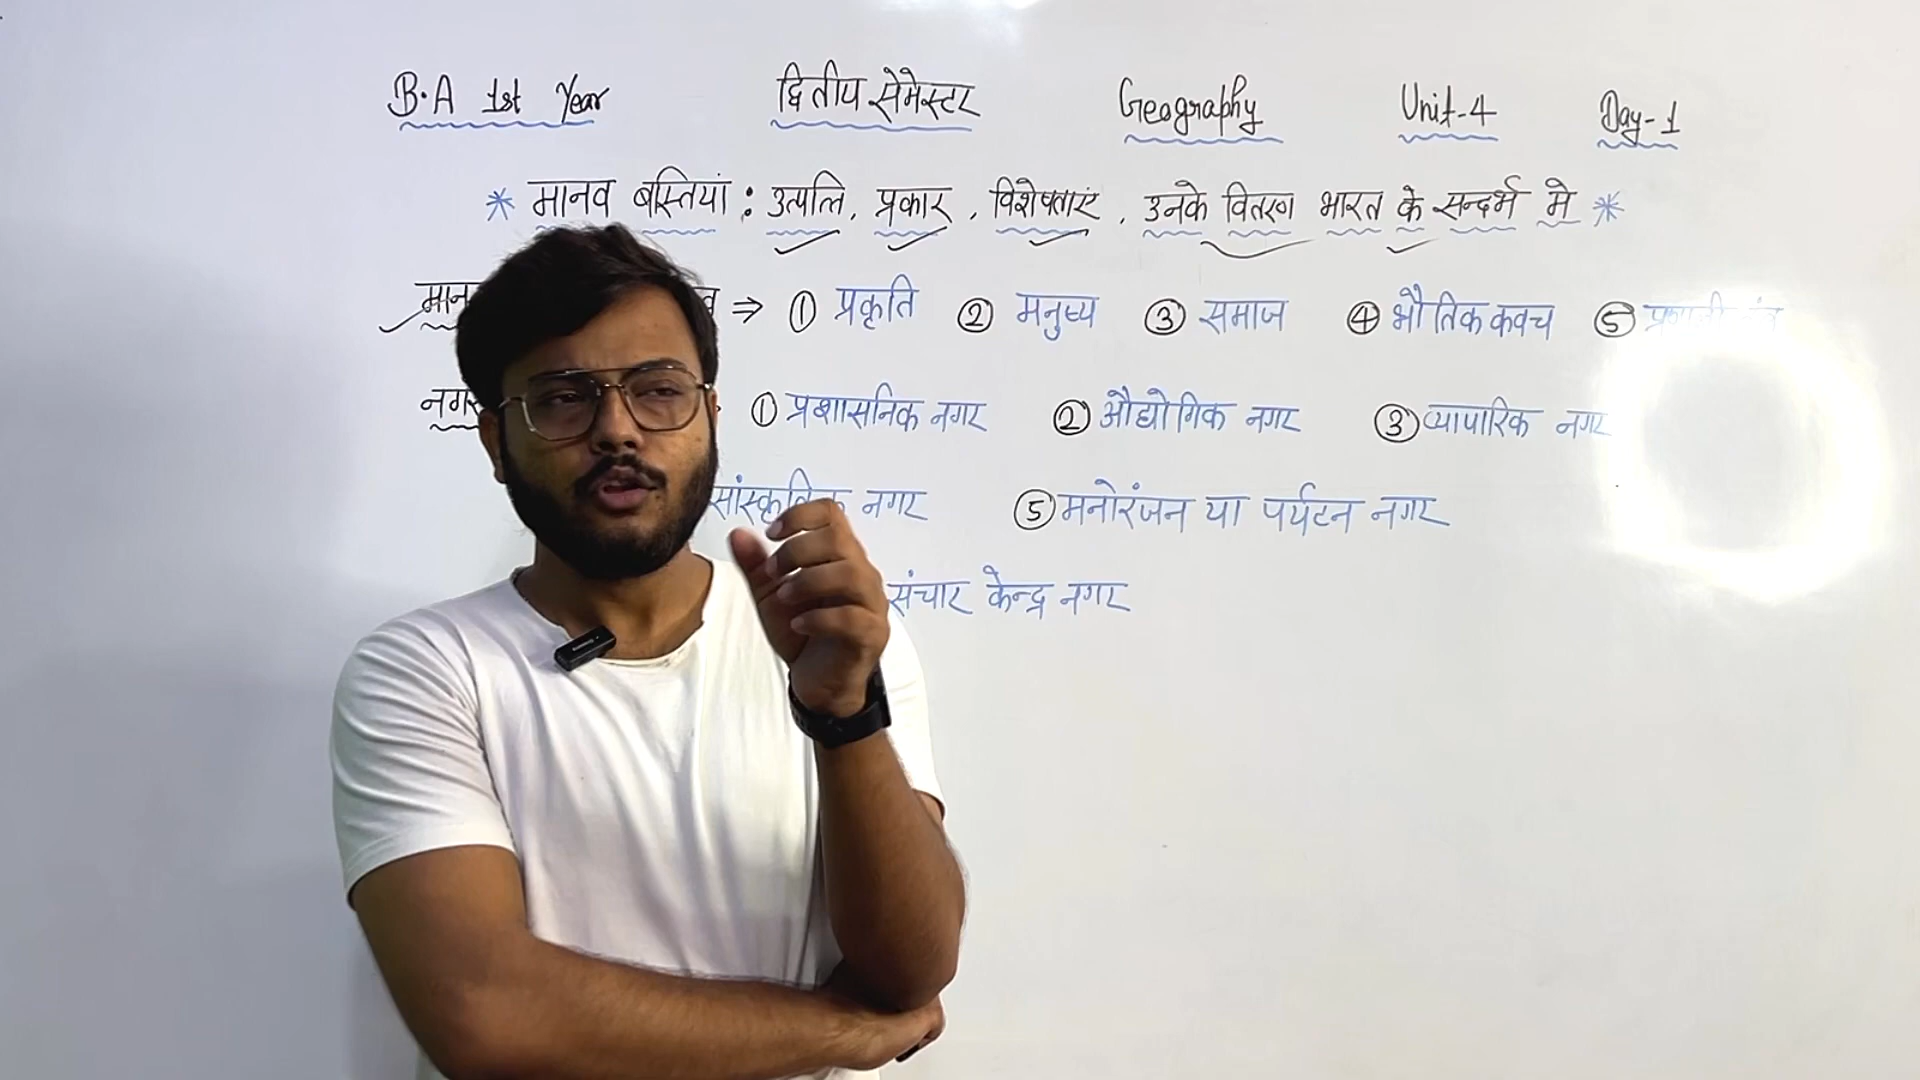 B.A 1st Year द्वितीय सेमेस्टर Geography Unit-4 Day-1
* मानव बस्तियां : उत्पत्ति, प्रकार, विशेषताएं, उनके वितरण भारत के सन्दर्भ मे *
⇒ ① प्रकृति ② मनुष्य ③ समाज ④ भौतिक कवच ⑤
① प्रशासनिक नगर ② औद्योगिक नगर ③ व्यापारिक नगर
सांस्कृतिक नगर ⑤ मनोरंजन या पर्यटन नगर
संचार केन्द्र नगर